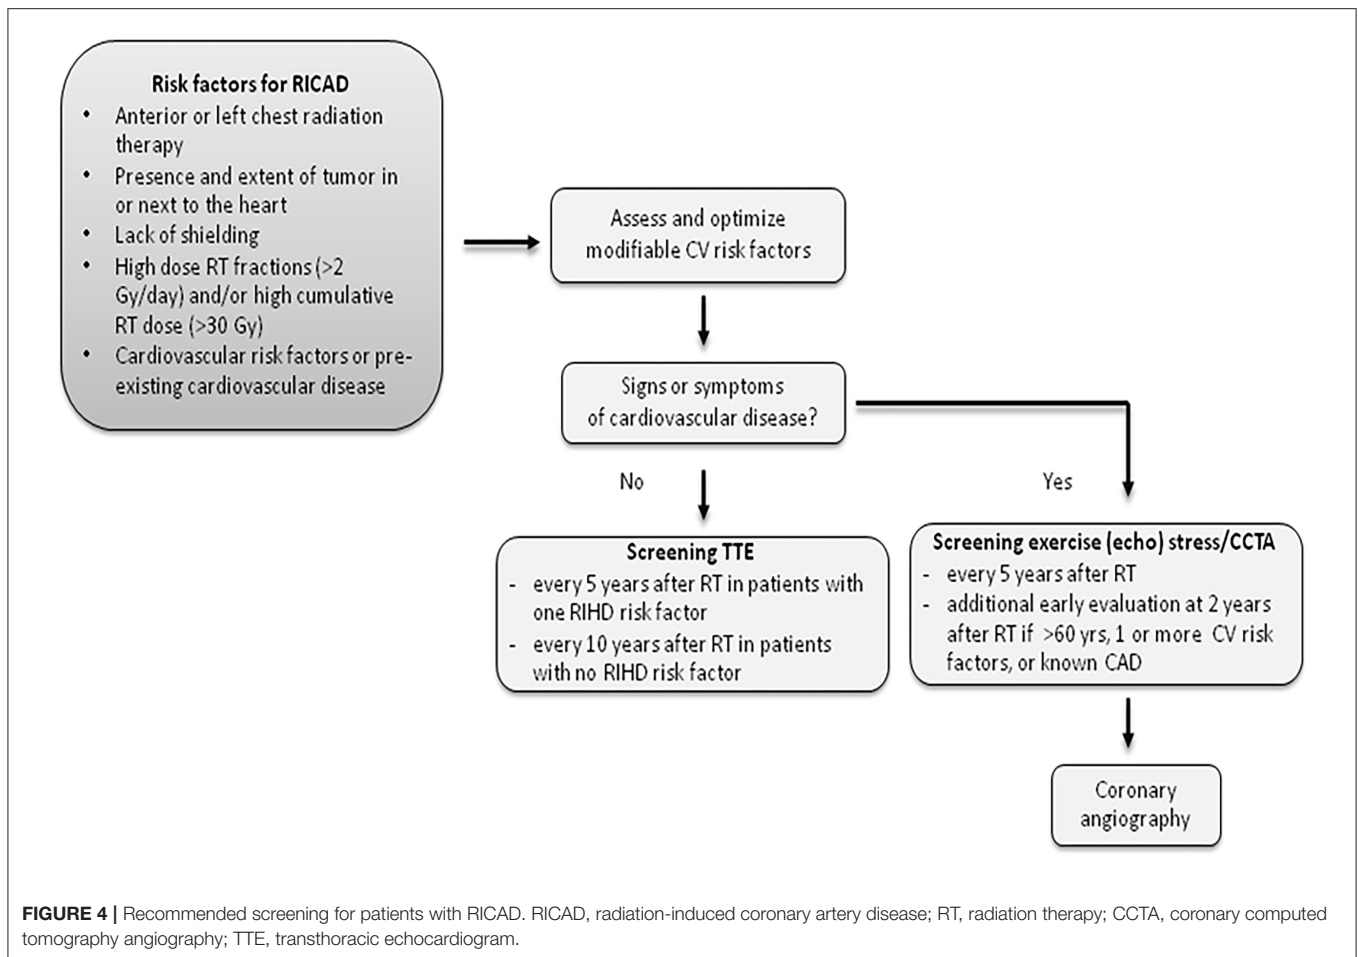 Risk factors for RICAD
• Anterior or left chest radiation
therapy
• Presence and extent of tumor in
or next to the heart
• Lack of shielding
• High dose RT fractions (>2
Gy/day) and/or high cumulative
RT dose (>30 Gy)
• Cardiovascular risk factors or pre-
existing cardiovascular disease
Assess and optimize
modifiable CV risk factors
Signs or symptoms
of cardiovascular disease?
No
Yes
Screening TTE
- every 5 years after RT in patients with
one RIHD risk factor
- every 10 years after RT in patients
with no RIHD risk factor
Screening exercise (echo) stress/CCTA
- every 5 years after RT
- additional early evaluation at 2 years
after RT if >60 yrs, 1 or more CV risk
factors, or known CAD
Coronary
angiography
FIGURE 4 | Recommended screening for patients with RICAD. RICAD, radiation-induced coronary artery disease; RT, radiation therapy; CCTA, coronary computed
tomography angiography; TTE, transthoracic echocardiogram.